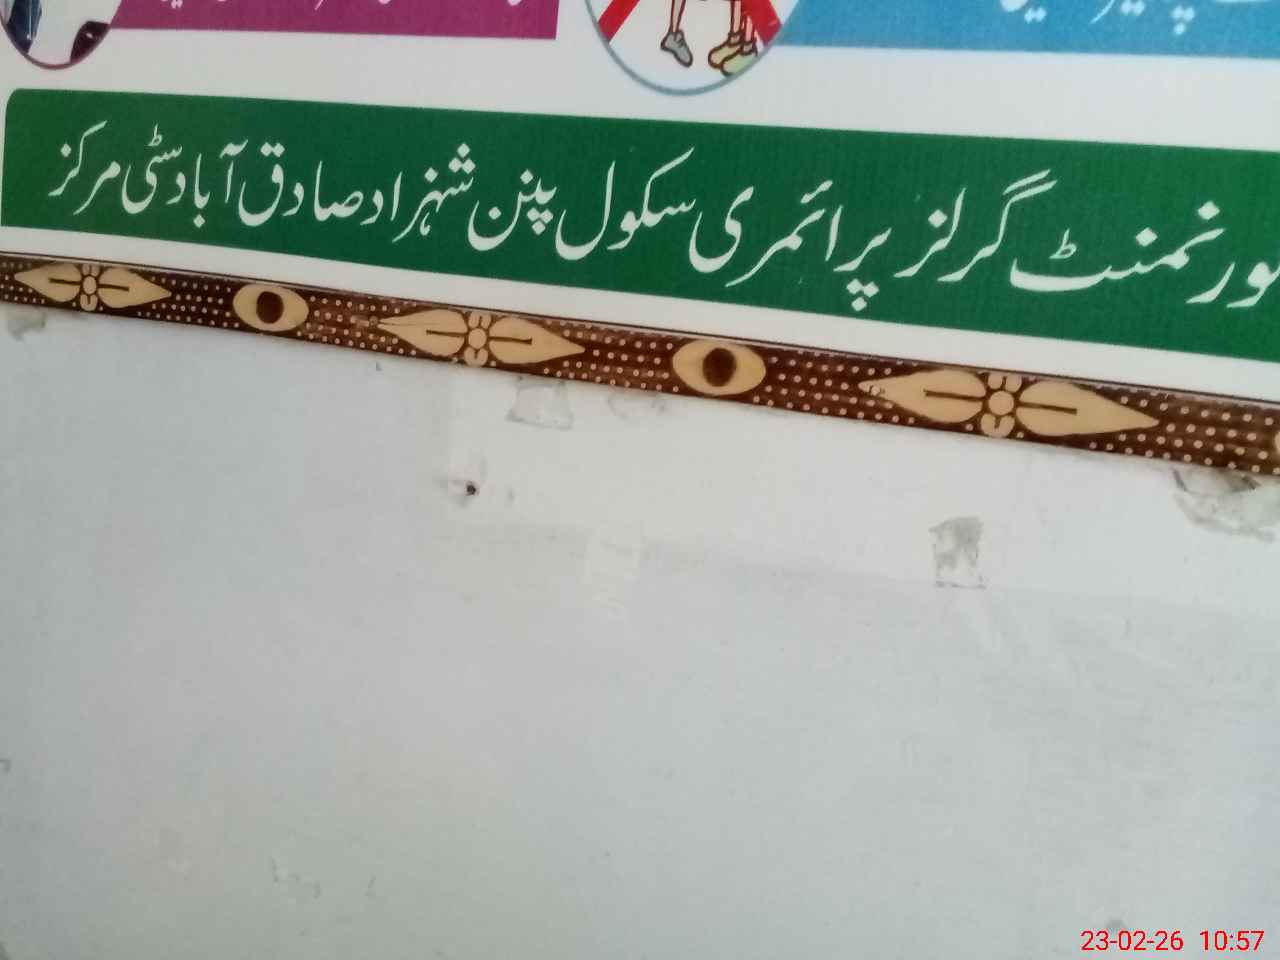 ورنمنٹ گرلز پرائمری سکول پنن شہزاد صادق آباد سٹی مرکز
23-02-26 10:57